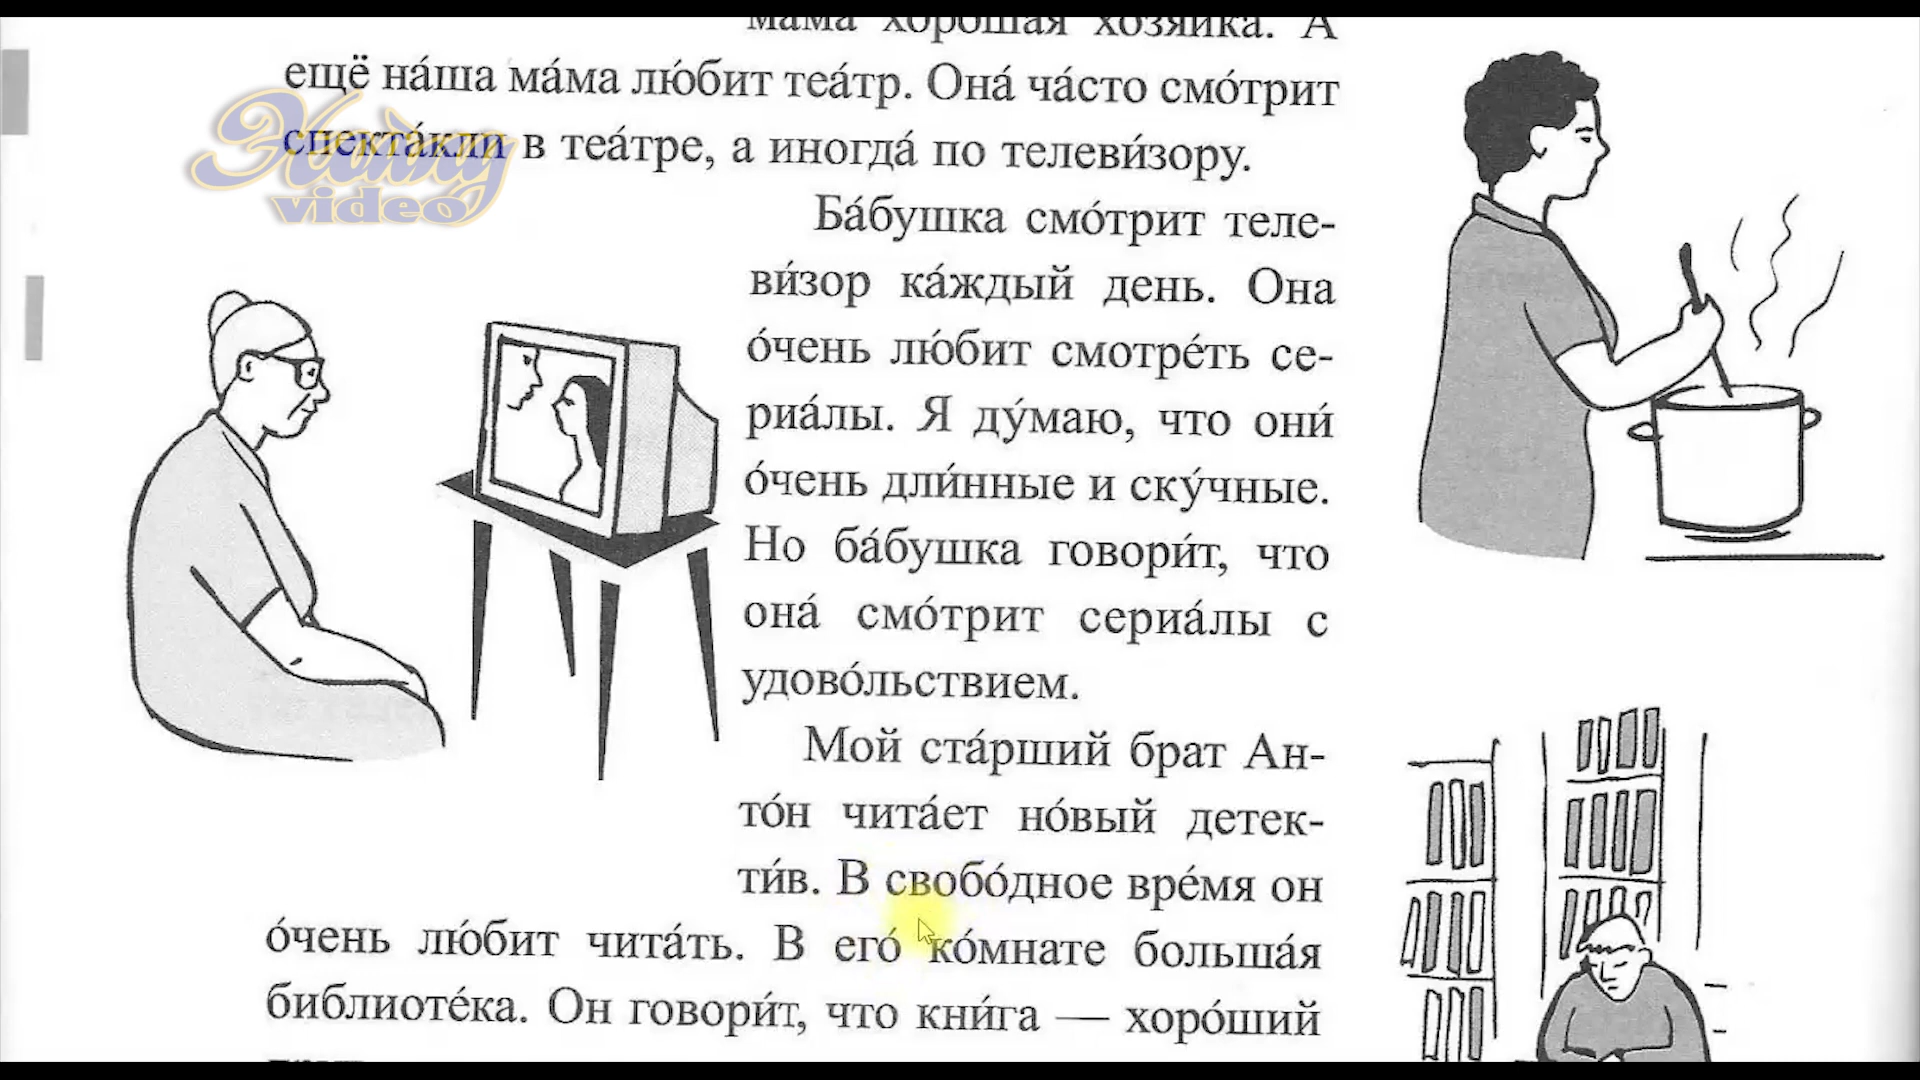 мама хорошая хозяйка. А
ещё на́ша ма́ма лю́бит теа́тр. Она́ ча́сто смо́трит
спекта́кли в теа́тре, а иногда́ по телеви́зору.
Ба́бушка смо́трит теле-
ви́зор ка́ждый день. Она
о́чень лю́бит смотре́ть се-
риа́лы. Я ду́маю, что они́
о́чень дли́нные и ску́чные.
Но ба́бушка говори́т, что
она́ смо́трит сериа́лы с
удово́льствием.
Мой ста́рший брат Ан-
то́н чита́ет но́вый детек-
ти́в. В свобо́дное вре́мя он
о́чень лю́бит чита́ть. В его́ ко́мнате больша́я
библиоте́ка. Он говори́т, что кни́га — хоро́ший
video